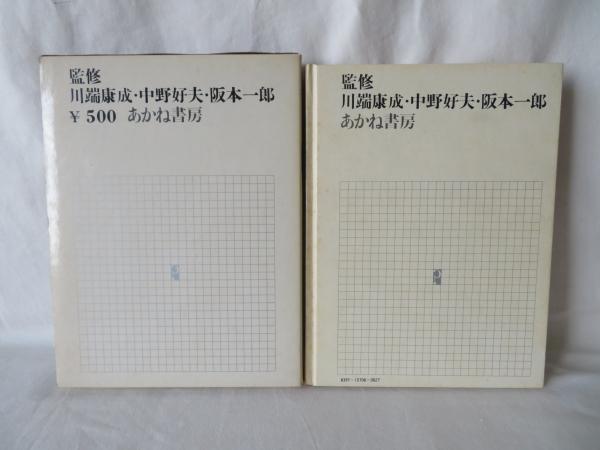 監修
川端康成・中野好夫・阪本一郎
¥500 あかね書房
監修
川端康成・中野好夫・阪本一郎
あかね書房